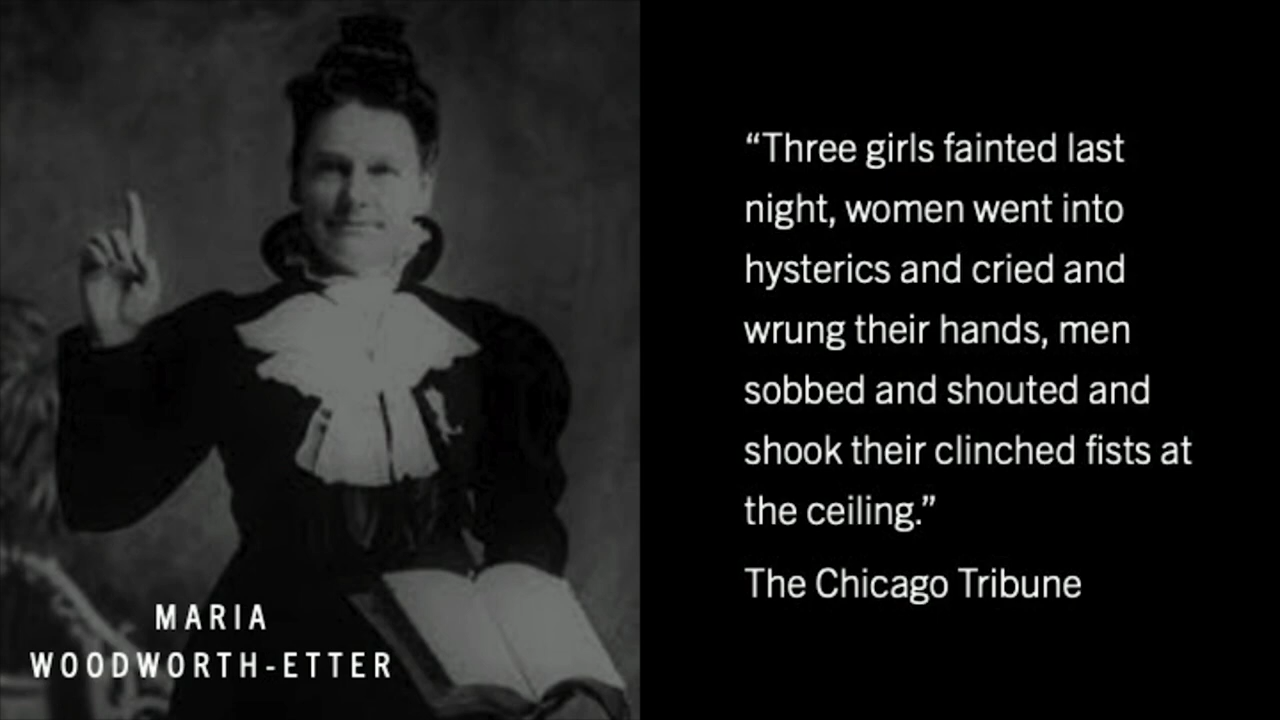 MARIA
WOODWORTH-ETTER
“Three girls fainted last
night, women went into
hysterics and cried and
wrung their hands, men
sobbed and shouted and
shook their clinched fists at
the ceiling.”
The Chicago Tribune